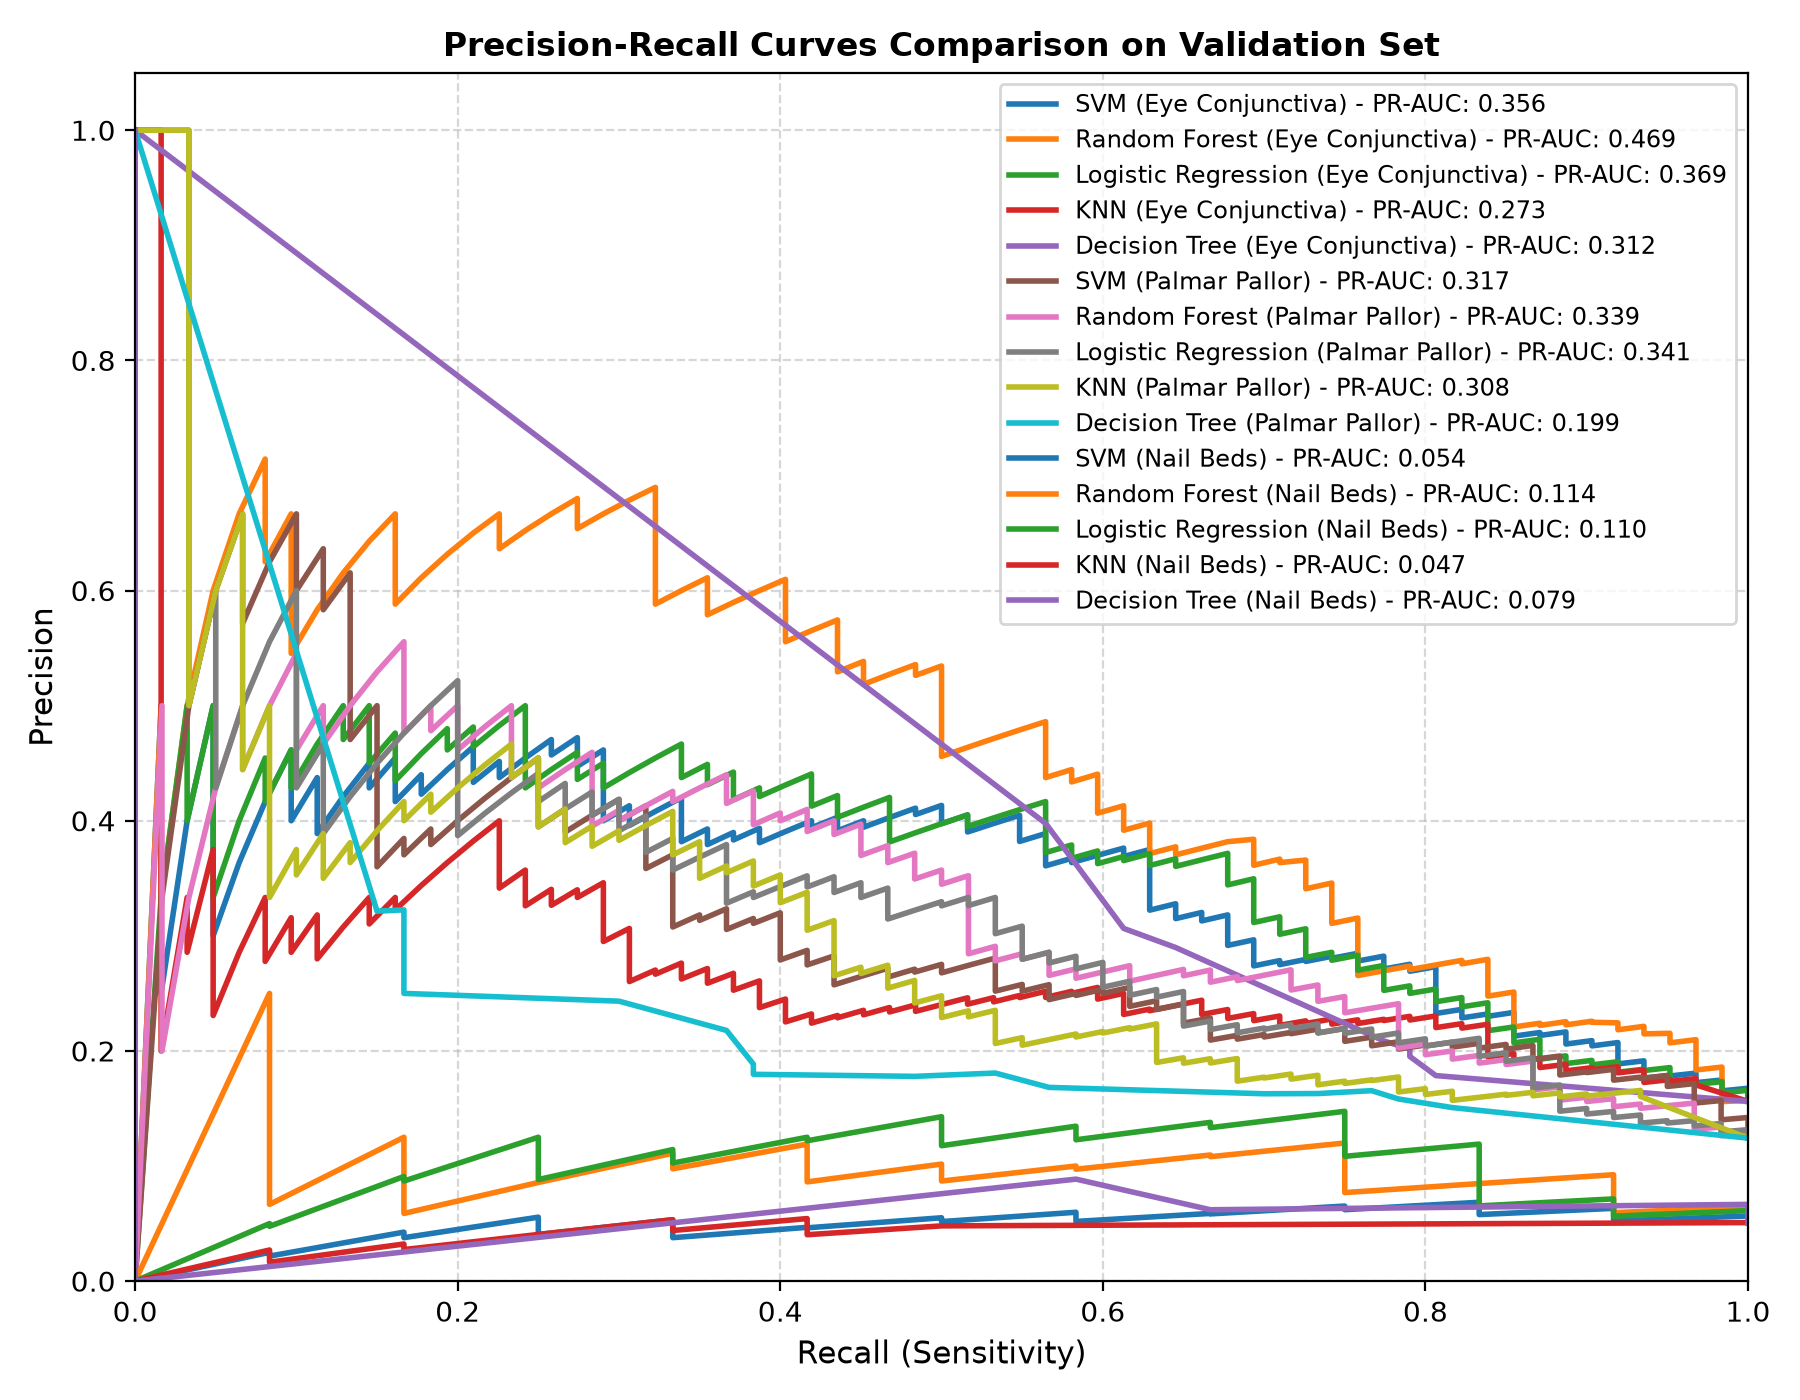 Precision-Recall Curves Comparison on Validation Set
SVM (Eye Conjunctiva) - PR-AUC: 0.356
Random Forest (Eye Conjunctiva) - PR-AUC: 0.469
Logistic Regression (Eye Conjunctiva) - PR-AUC: 0.369
KNN (Eye Conjunctiva) - PR-AUC: 0.273
Decision Tree (Eye Conjunctiva) - PR-AUC: 0.312
SVM (Palmar Pallor) - PR-AUC: 0.317
Random Forest (Palmar Pallor) - PR-AUC: 0.339
Logistic Regression (Palmar Pallor) - PR-AUC: 0.341
KNN (Palmar Pallor) - PR-AUC: 0.308
Decision Tree (Palmar Pallor) - PR-AUC: 0.199
SVM (Nail Beds) - PR-AUC: 0.054
Random Forest (Nail Beds) - PR-AUC: 0.114
Logistic Regression (Nail Beds) - PR-AUC: 0.110
KNN (Nail Beds) - PR-AUC: 0.047
Decision Tree (Nail Beds) - PR-AUC: 0.079
Precision
1.0
0.8
0.6
0.4
0.2
0.0
0.0 0.2 0.4 0.6 0.8 1.0
Recall (Sensitivity)